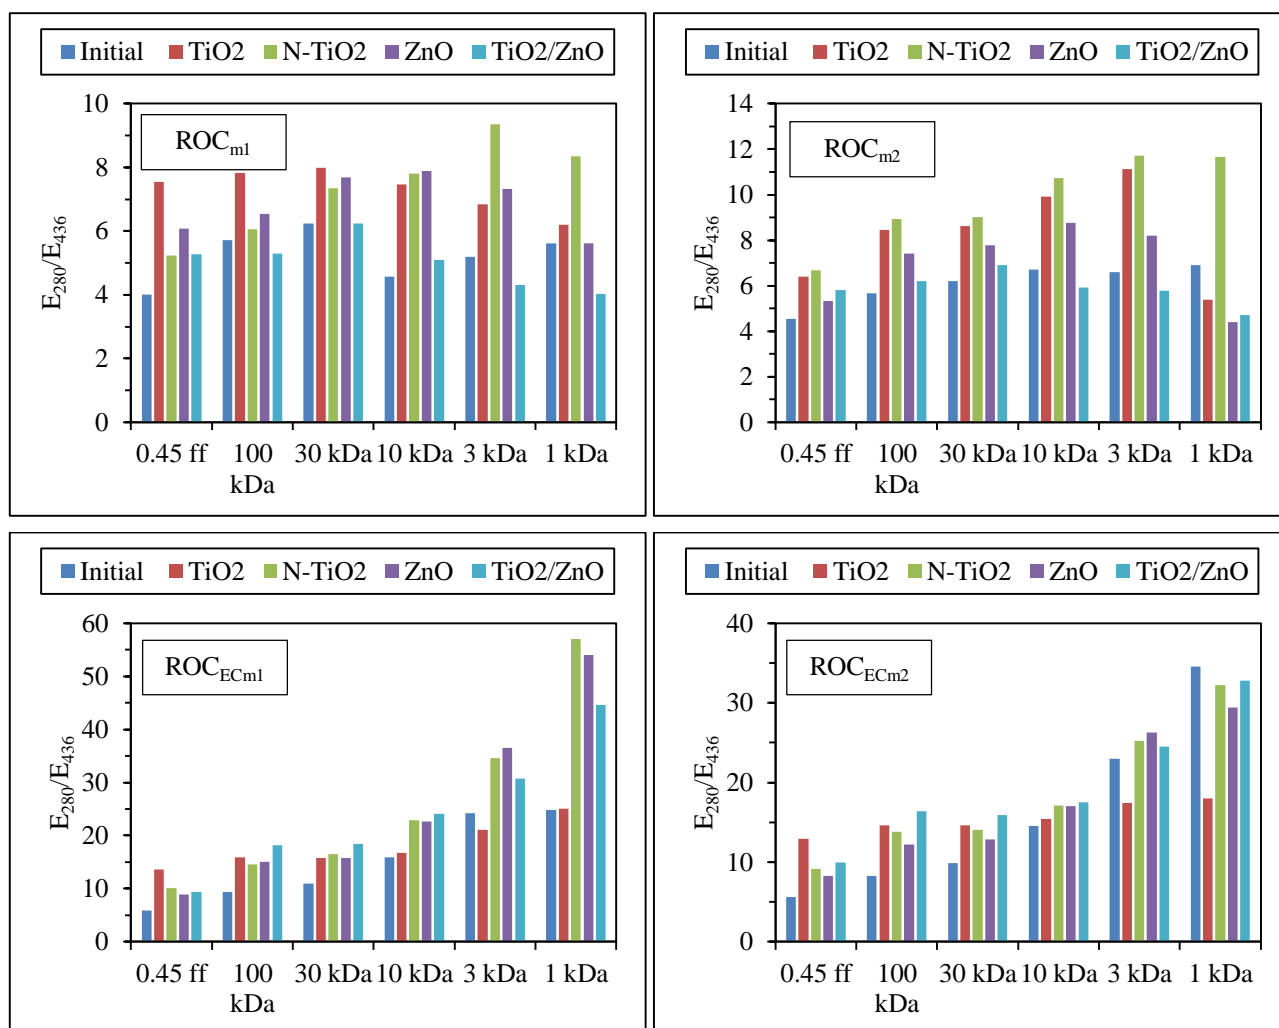 Initial TiO2 N-TiO2 ZnO TiO2/ZnO
ROCm1
E280/E436
10
8
6
4
2
0
0.45 ff 100 kDa 30 kDa 10 kDa 3 kDa 1 kDa
Initial TiO2 N-TiO2 ZnO TiO2/ZnO
ROCm2
E280/E436
14
12
10
8
6
4
2
0
0.45 ff 100 kDa 30 kDa 10 kDa 3 kDa 1 kDa
Initial TiO2 N-TiO2 ZnO TiO2/ZnO
ROCECm1
E280/E436
60
50
40
30
20
10
0
0.45 ff 100 kDa 30 kDa 10 kDa 3 kDa 1 kDa
Initial TiO2 N-TiO2 ZnO TiO2/ZnO
ROCECm2
E280/E436
40
30
20
10
0
0.45 ff 100 kDa 30 kDa 10 kDa 3 kDa 1 kDa